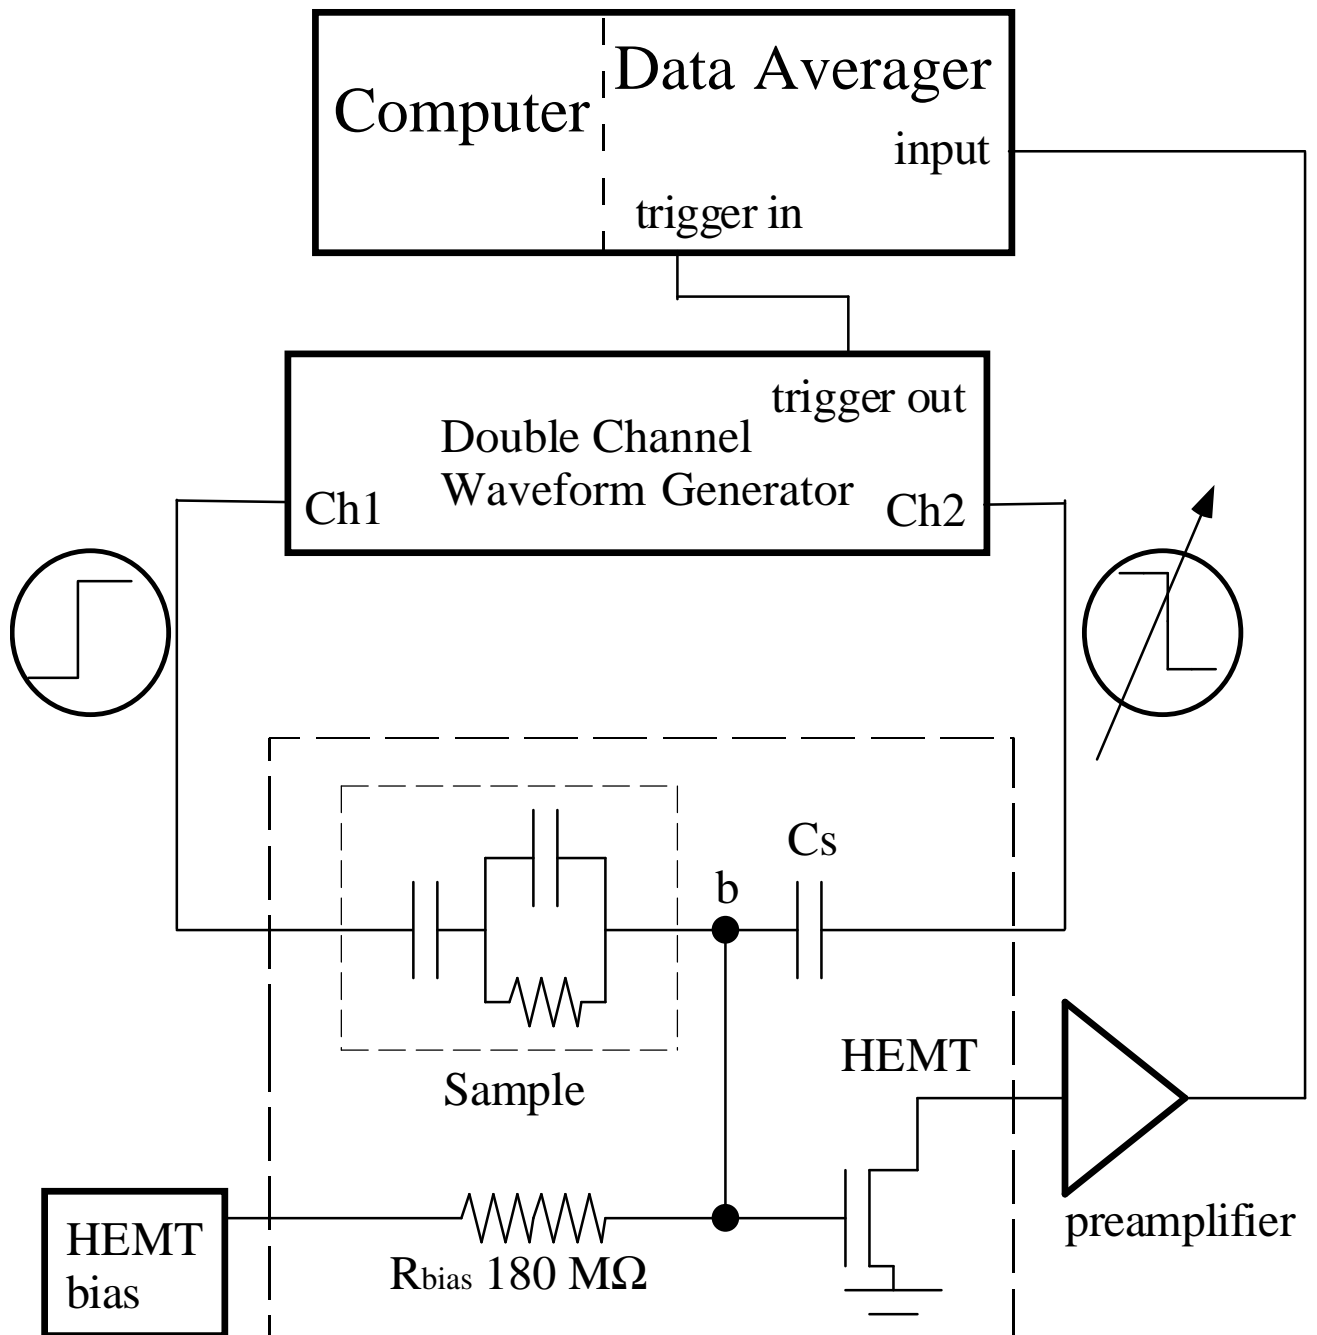 Data Averager
Computer
input
trigger in
trigger out
Double Channel
Waveform Generator
Ch1
Ch2
Cs
b
Sample
HEMT
preamplifier
HEMT
bias
Rbias 180 MΩ